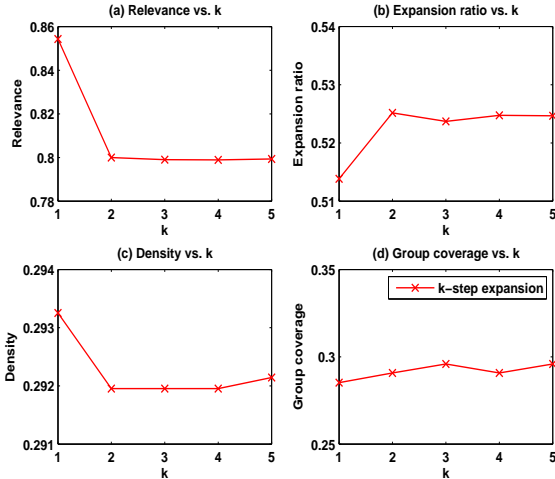 (a) Relevance vs. k
0.86
0.84
0.82
0.8
0.78
Relevance
1 2 3 4 5
k
(b) Expansion ratio vs. k
0.54
0.53
0.52
0.51
Expansion ratio
1 2 3 4 5
k
(c) Density vs. k
0.294
0.293
0.292
0.291
Density
1 2 3 4 5
k
(d) Group coverage vs. k
0.35
0.3
0.25
Group coverage
k−step expansion
1 2 3 4 5
k